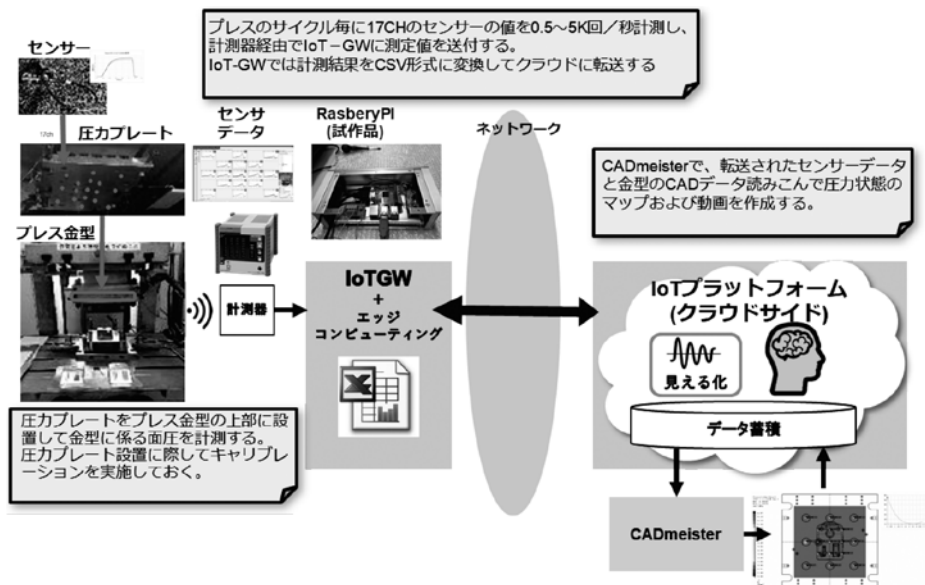 プレスのサイクル毎に17CHのセンサーの値を0.5～5K回／秒計測し、
計測器経由でIoT－GWに測定値を送付する。
IoT-GWでは計測結果をCSV形式に変換してクラウドに転送する
センサー
17ch
圧力プレート
センサ
データ
RasberyPI
(試作品)
ネットワーク
CADmeisterで、転送されたセンサーデータ
と金型のCADデータ読みこんで圧力状態の
マップおよび動画を作成する。
プレス金型
計測器
IoTGW
+
エッジ
コンピューティング
X
IoTプラットフォーム
(クラウドサイド)
見える化
データ蓄積
圧力プレートをプレス金型の上部に設
置して金型に係る面圧を計測する。
圧力プレート設置に際してキャリブレ
ーションを実施しておく。
CADmeister